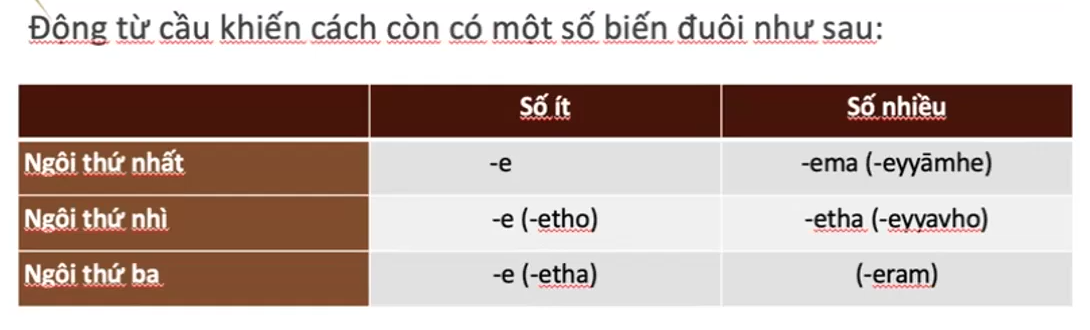 Động từ cầu khiến cách còn có một số biến đuôi như sau:
Số ít Số nhiều
Ngôi thứ nhất -e -ema (-eyyāmhe)
Ngôi thứ nhì -e (-etho) -etha (-eyyavho)
Ngôi thứ ba -e (-etha) (-eram)